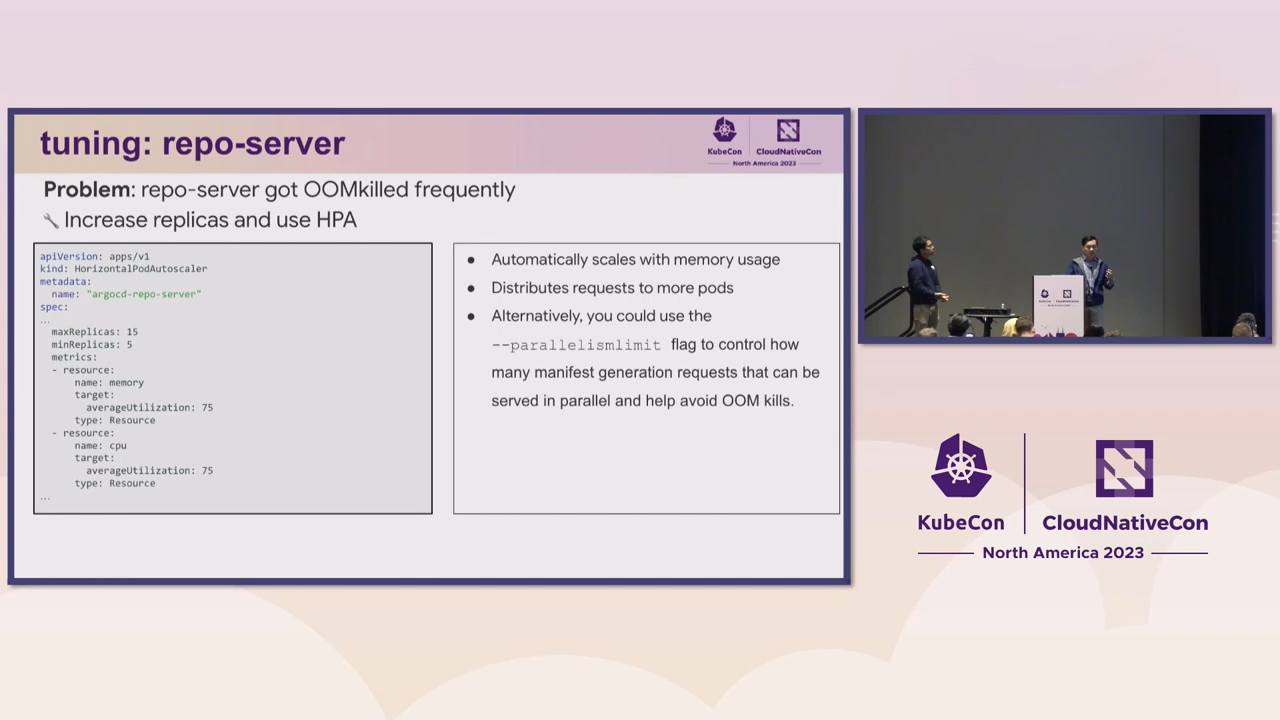 tuning: repo-server
KubeCon
CloudNativeCon
North America 2023
Problem: repo-server got OOMkilled frequently
🔧 Increase replicas and use HPA
apiVersion: apps/v1
kind: HorizontalPodAutoscaler
metadata:
  name: "argocd-repo-server"
spec:
...
  maxReplicas: 15
  minReplicas: 5
  metrics:
  - resource:
      name: memory
      target:
        averageUtilization: 75
      type: Resource
  - resource:
      name: cpu
      target:
        averageUtilization: 75
      type: Resource
...
● Automatically scales with memory usage
● Distributes requests to more pods
● Alternatively, you could use the
--parallelismlimit flag to control how
many manifest generation requests that can be
served in parallel and help avoid OOM kills.
KubeCon
CloudNativeCon
North America 2023